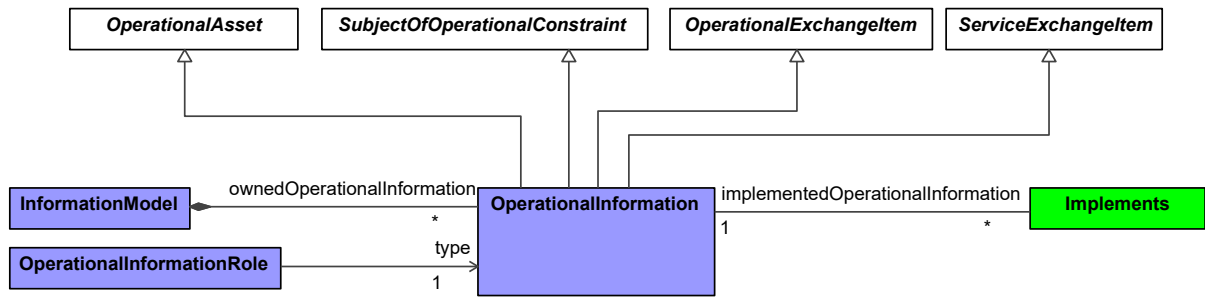 OperationalAsset
SubjectOfOperationalConstraint
OperationalExchangeItem
ServiceExchangeItem
ownedOperationalInformation
implementedOperationalInformation
InformationModel
OperationalInformation
Implements
*
1
*
type
OperationalInformationRole
1